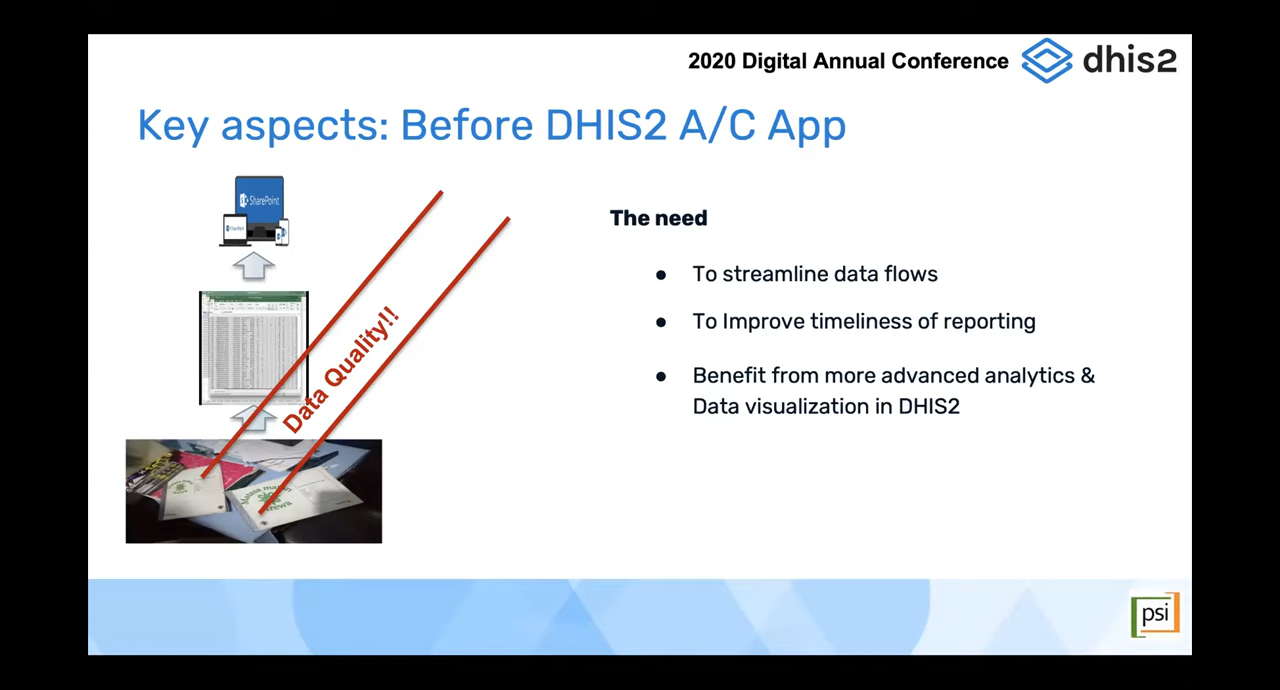 2020 Digital Annual Conference
dhis2
Key aspects: Before DHIS2 A/C App
SharePoint
Data Quality!!
The need
● To streamline data flows
● To Improve timeliness of reporting
● Benefit from more advanced analytics &
Data visualization in DHIS2
psi